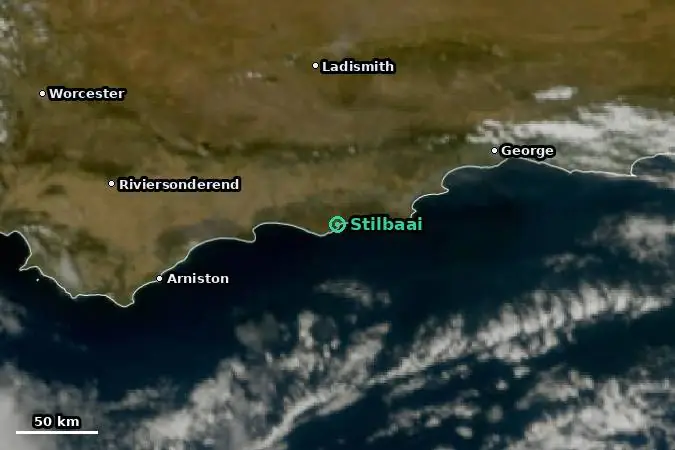 Ladismith
Worcester
George
Riviersonderend
Stilbaai
Arniston
50 km